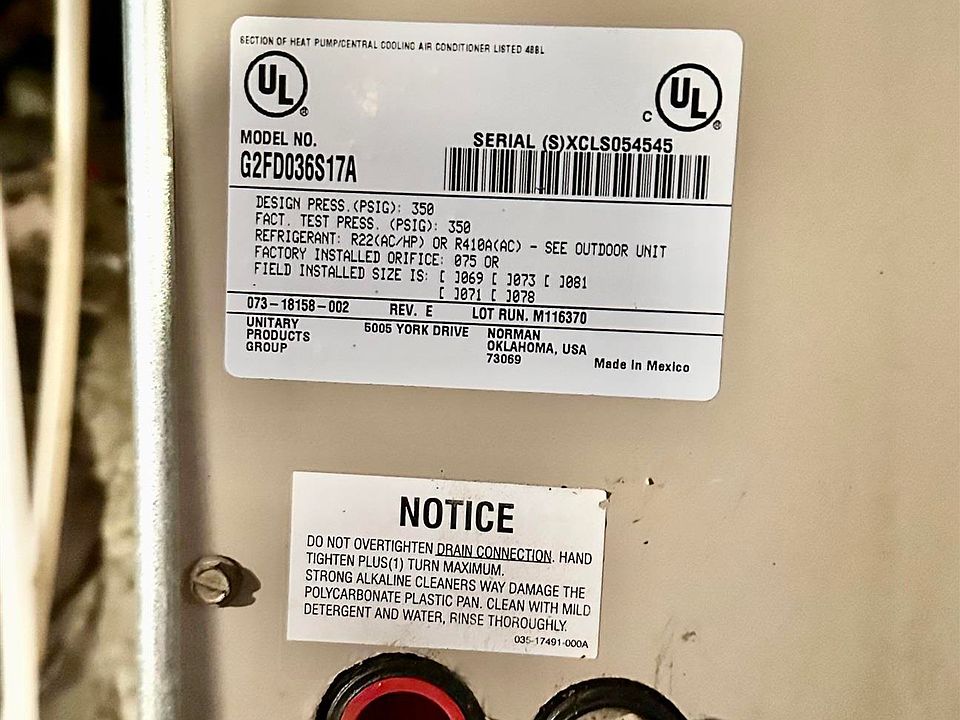 SECTION OF HEAT PUMP/CENTRAL COOLING AIR CONDITIONER LISTED 48BL
UL ®
C UL ®
MODEL NO.
G2FD036S17A
SERIAL (S)XCLS054545
DESIGN PRESS.(PSIG): 350
FACT. TEST PRESS. (PSIG): 350
REFRIGERANT: R22(AC/HP) OR R410A(AC) - SEE OUTDOOR UNIT
FACTORY INSTALLED ORIFICE: 075 OR
FIELD INSTALLED SIZE IS: [ ]069 [ ]073 [ ]081
[ ]071 [ ]078
073-18158-002 REV. E LOT RUN. M116370
UNITARY
PRODUCTS
GROUP
5005 YORK DRIVE
NORMAN
OKLAHOMA, USA
73069
Made In Mexico
NOTICE
DO NOT OVERTIGHTEN DRAIN CONNECTION. HAND
TIGHTEN PLUS(1) TURN MAXIMUM.
STRONG ALKALINE CLEANERS WAY DAMAGE THE
POLYCARBONATE PLASTIC PAN. CLEAN WITH MILD
DETERGENT AND WATER, RINSE THOROUGHLY.
035-17491-000A